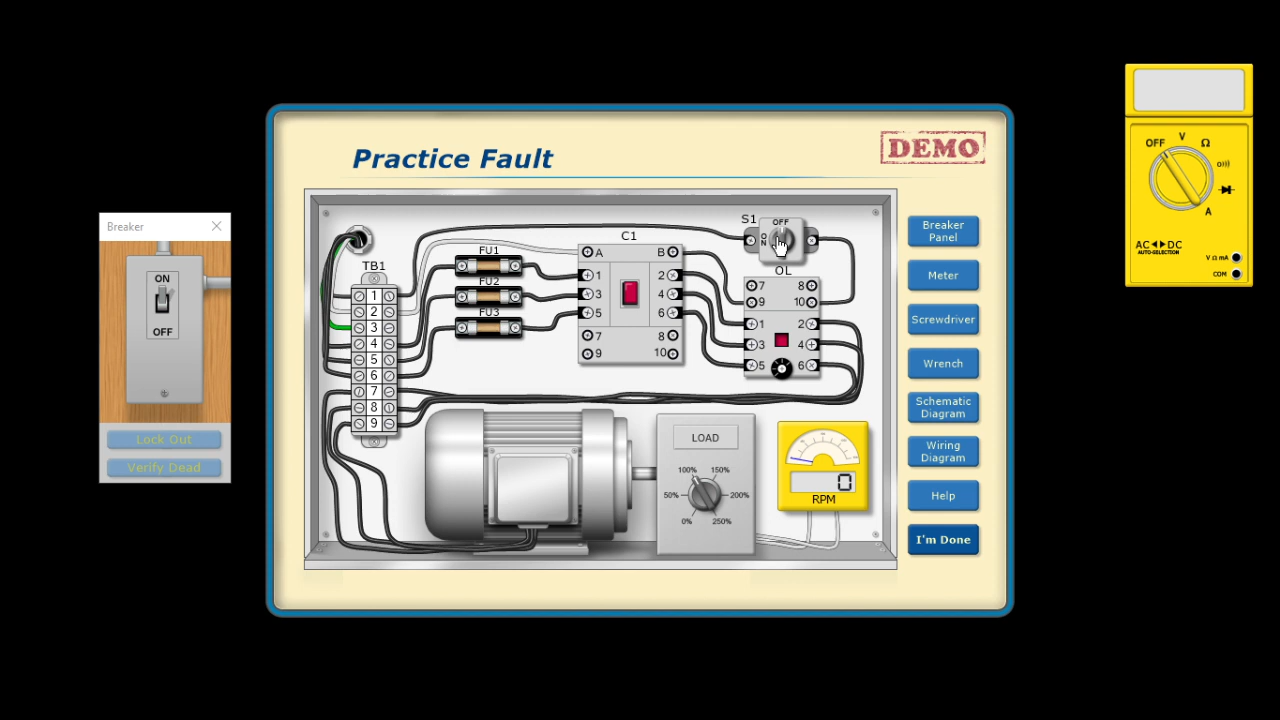 Breaker
ON
OFF
Lock Out
Verify Dead
Practice Fault
DEMO
TB1
1
2
3
4
5
6
7
8
9
FU1
FU2
FU3
C1
A B
1 2
3 4
5 6
7 8
9 10
S1
OFF
ON
OL
7 8
9 10
1 2
3 4
5 6
LOAD
100% 150%
50% 200%
0% 250%
0
RPM
Breaker
Panel
Meter
Screwdriver
Wrench
Schematic
Diagram
Wiring
Diagram
Help
I'm Done
OFF V Ω
A
AC DC
AUTO-SELECTION
V Ω mA
COM